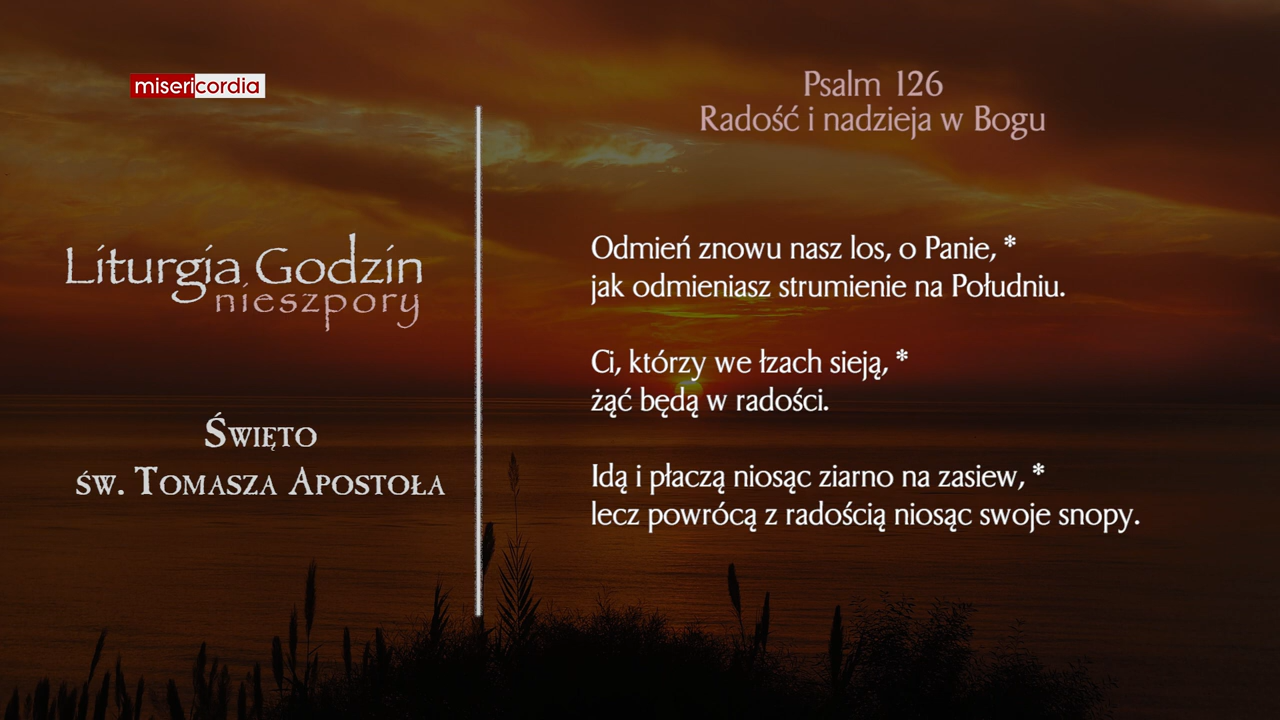 misericordia
Liturgia Godzin
nieszpory
Święto
św. Tomasza Apostoła
Psalm 126
Radość i nadzieja w Bogu
Odmień znowu nasz los, o Panie, *
jak odmieniasz strumienie na Południu.
Ci, którzy we łzach sieją, *
żąć będą w radości.
Idą i płaczą niosąc ziarno na zasiew, *
lecz powrócą z radością niosąc swoje snopy.